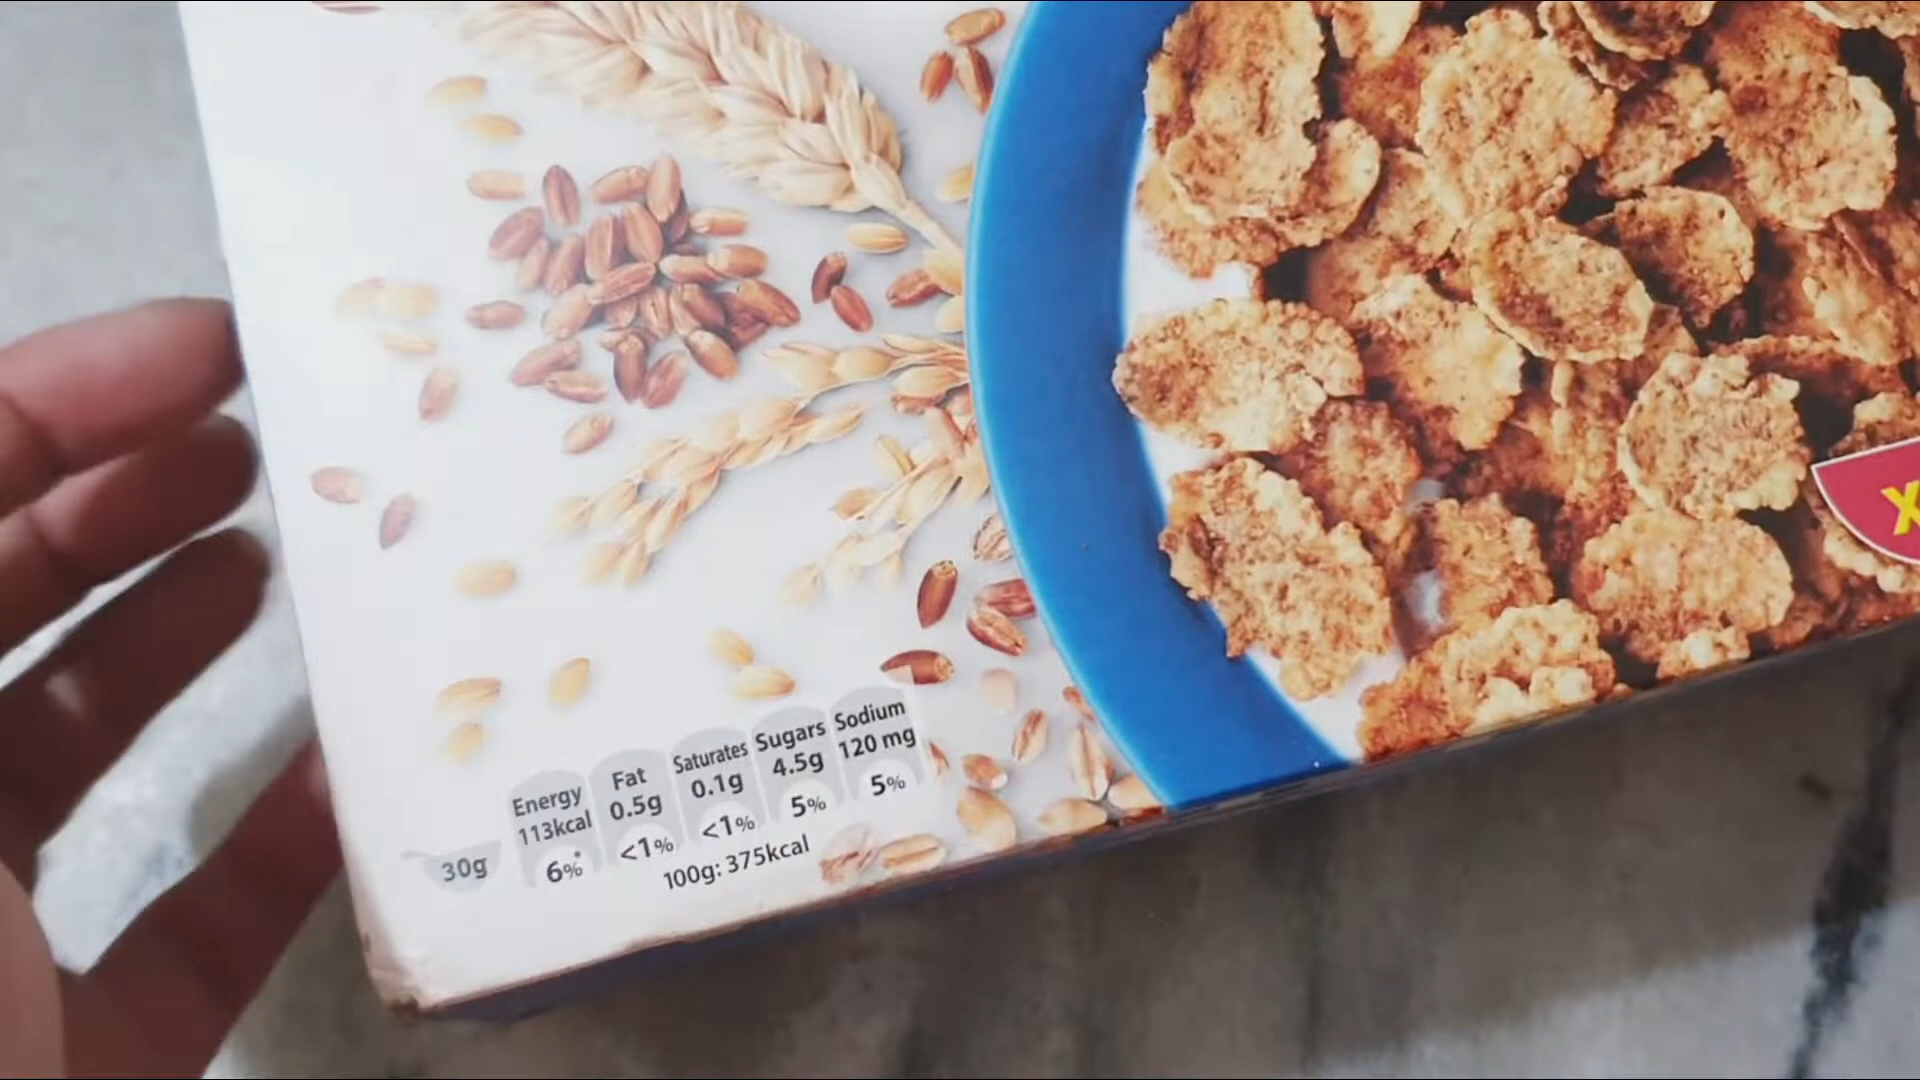 30g
Energy
113kcal
6%*
Fat
0.5g
<1%
Saturates
0.1g
<1%
Sugars
4.5g
5%
Sodium
120 mg
5%
100g: 375kcal
X